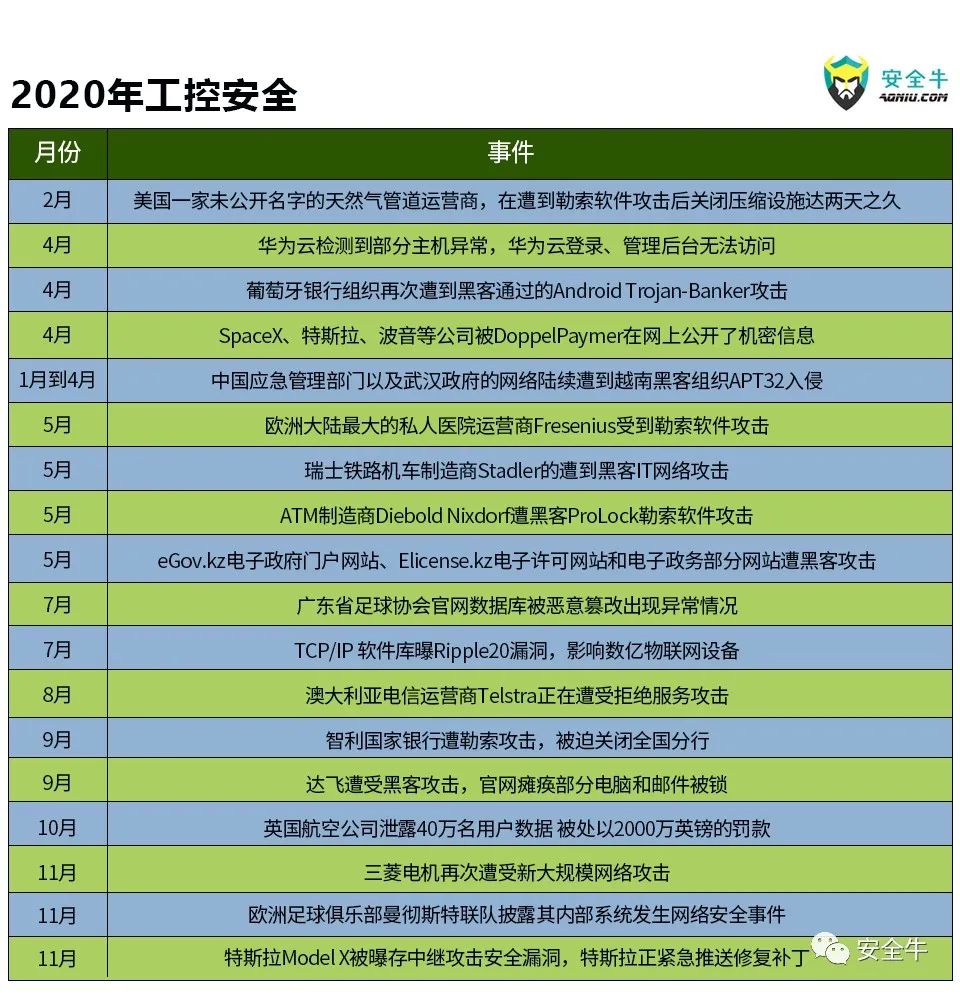 2020年工控安全
安全牛
AQNIU.COM
月份 事件
2月 美国一家未公开名字的天然气管道运营商，在遭到勒索软件攻击后关闭压缩设施达两天之久
4月 华为云检测到部分主机异常，华为云登录、管理后台无法访问
4月 葡萄牙银行组织再次遭到黑客通过的Android Trojan-Banker攻击
4月 SpaceX、特斯拉、波音等公司被DoppelPaymer在网上公开了机密信息
1月到4月 中国应急管理部门以及武汉政府的网络陆续遭到越南黑客组织APT32入侵
5月 欧洲大陆最大的私人医院运营商Fresenius受到勒索软件攻击
5月 瑞士铁路机车制造商Stadler的遭到黑客IT网络攻击
5月 ATM制造商Diebold Nixdorf遭黑客ProLock勒索软件攻击
5月 eGov.kz电子政府门户网站、Elicense.kz电子许可网站和电子政务部分网站遭黑客攻击
7月 广东省足球协会官网数据库被恶意篡改出现异常情况
7月 TCP/IP 软件库曝Ripple20漏洞，影响数亿物联网设备
8月 澳大利亚电信运营商Telstra正在遭受拒绝服务攻击
9月 智利国家银行遭勒索攻击，被迫关闭全国分行
9月 达飞遭受黑客攻击，官网瘫痪部分电脑和邮件被锁
10月 英国航空公司泄露40万名用户数据 被处以2000万英镑的罚款
11月 三菱电机再次遭受新大规模网络攻击
11月 欧洲足球俱乐部曼彻斯特联队披露其内部系统发生网络安全事件
11月 特斯拉Model X被曝存中继攻击安全漏洞，特斯拉正紧急推送修复补丁
安全牛